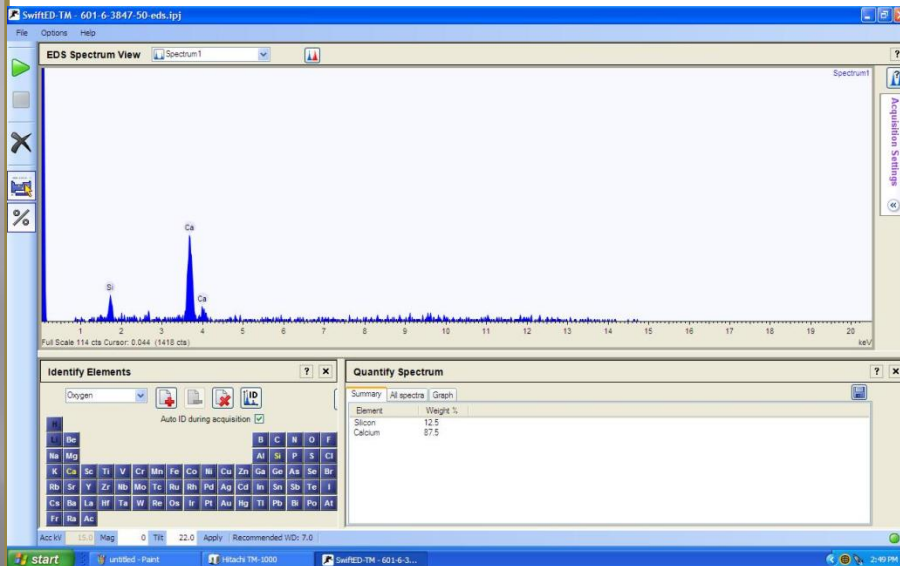 SwiftED-TM - 601-6-3847-50-eds.ipj
File Options Help
EDS Spectrum View Spectrum1 ?
Spectrum1
?
Acquisition Settings
%
Ca
Si
Ca
1 2 3 4 5 6 7 8 9 10 11 12 13 14 15 16 17 18 19 20
Full Scale 114 cts Cursor: 0.044 (1418 cts) keV
Identify Elements ? X
Oxygen ID
Auto ID during acquisition
H
Li Be B C N O F
Na Mg Al Si P S Cl
K Ca Sc Ti V Cr Mn Fe Co Ni Cu Zn Ga Ge As Se Br
Rb Sr Y Zr Nb Mo Tc Ru Rh Pd Ag Cd In Sn Sb Te I
Cs Ba La Hf Ta W Re Os Ir Pt Au Hg Tl Pb Bi Po At
Fr Ra Ac
Quantify Spectrum ? X
Summary All spectra Graph
Element Weight %
Silicon 12.5
Calcium 87.5
Acc kV 15.0 Mag 0 Tilt 22.0 Apply Recommended WD: 7.0
start untitled - Paint Hitachi TM-1000 SwiftED-TM - 601-6-3... 2:49 PM